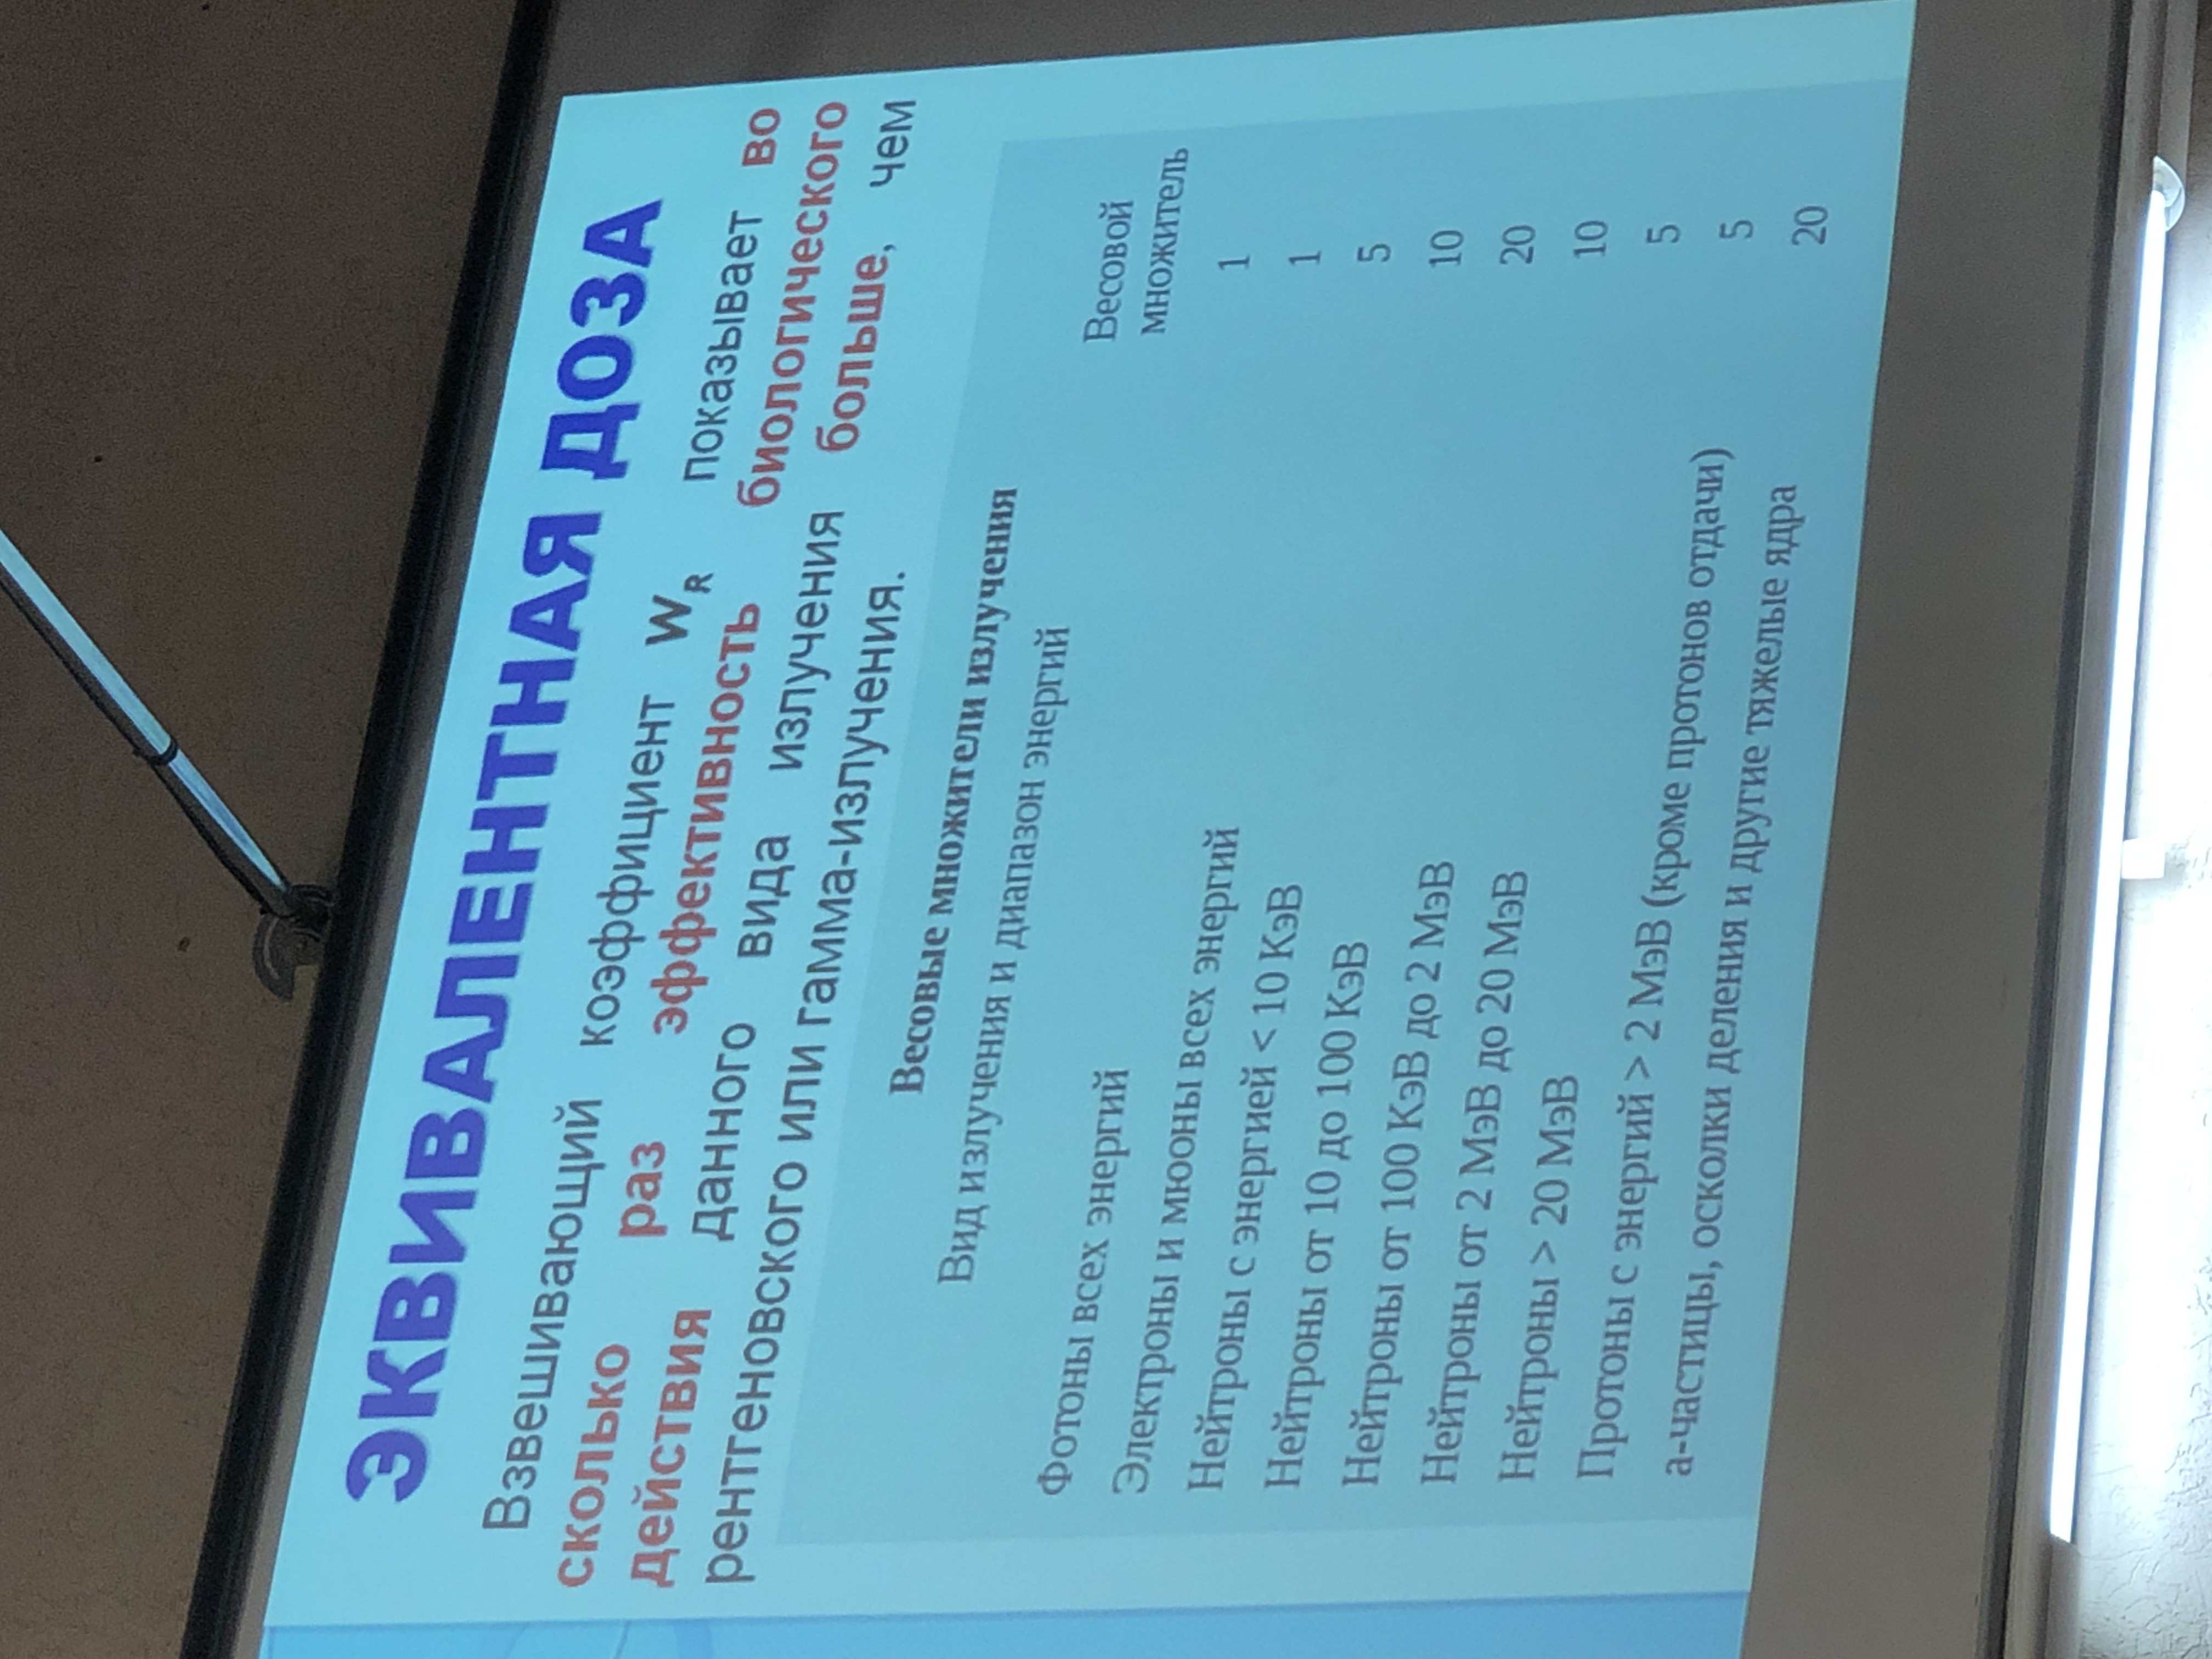 ЭКВИВАЛЕНТНАЯ ДОЗА
Взвешивающий коэффициент WR показывает во
сколько раз эффективность биологического
действия данного вида излучения больше, чем
рентгеновского или гамма-излучения.
Весовые множители излучения
Вид излучения и диапазон энергий
Весовой
множитель
Фотоны всех энергий 1
Электроны и мюоны всех энергий 1
Нейтроны с энергией < 10 КэВ 5
Нейтроны от 10 до 100 КэВ 10
Нейтроны от 100 КэВ до 2 МэВ 20
Нейтроны от 2 МэВ до 20 МэВ 10
Нейтроны > 20 МэВ 5
Протоны с энергий > 2 МэВ (кроме протонов отдачи) 5
а-частицы, осколки деления и другие тяжелые ядра 20